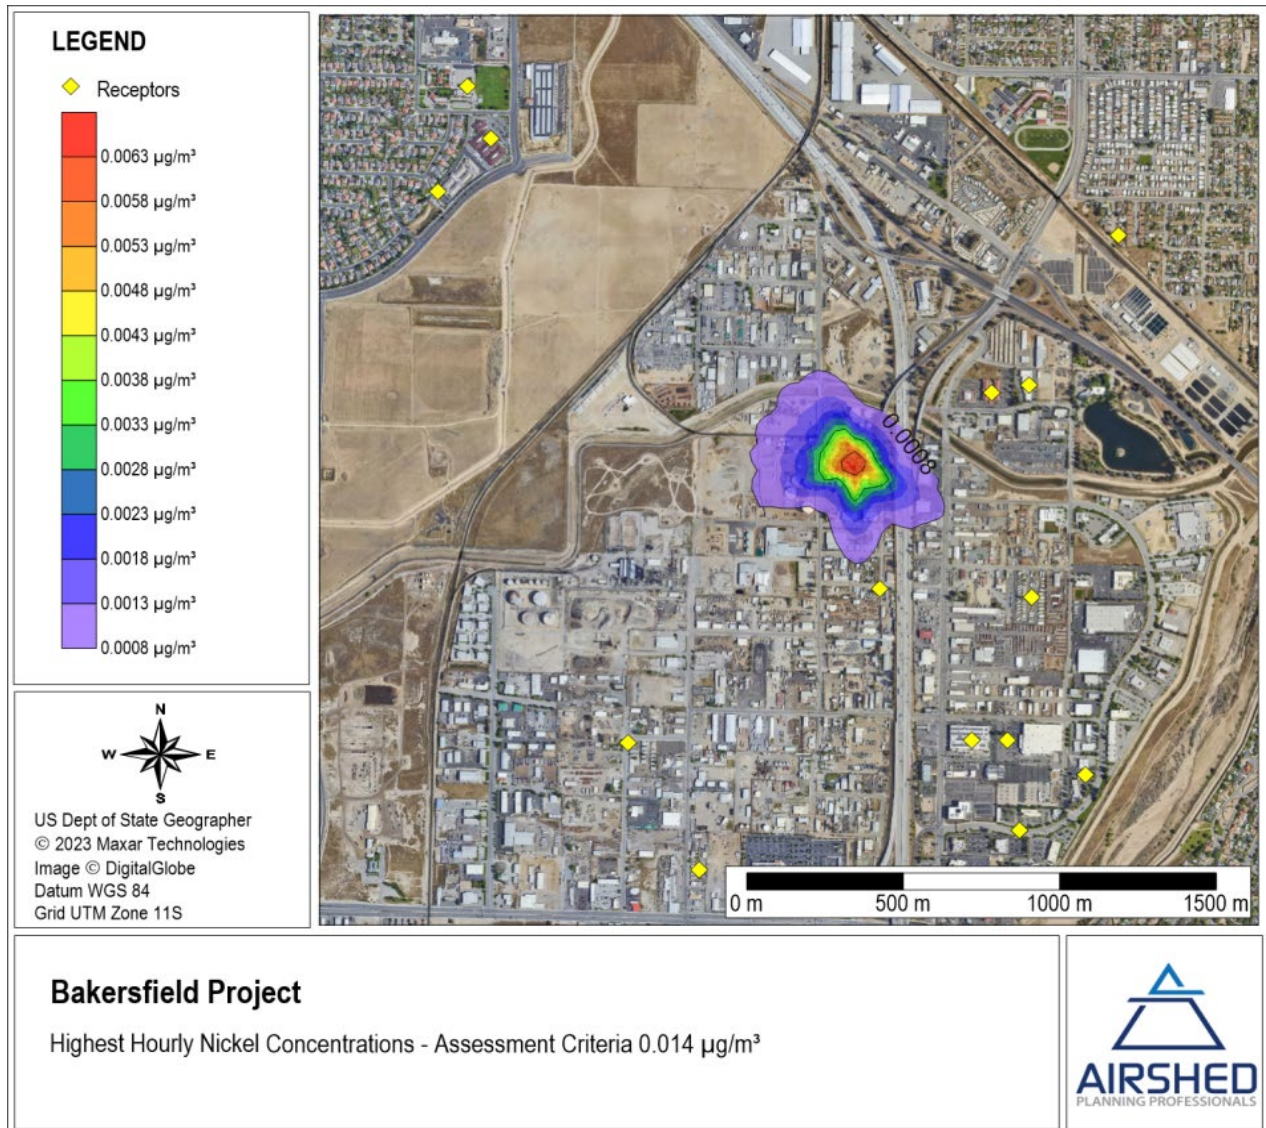 LEGEND
Receptors
0.0063 µg/m³
0.0058 µg/m³
0.0053 µg/m³
0.0048 µg/m³
0.0043 µg/m³
0.0038 µg/m³
0.0033 µg/m³
0.0028 µg/m³
0.0023 µg/m³
0.0018 µg/m³
0.0013 µg/m³
0.0008 µg/m³
N
W E
S
US Dept of State Geographer
© 2023 Maxar Technologies
Image © DigitalGlobe
Datum WGS 84
Grid UTM Zone 11S
0.0008
0 m 500 m 1000 m 1500 m
Bakersfield Project
Highest Hourly Nickel Concentrations - Assessment Criteria 0.014 µg/m³
AIRSHED
PLANNING PROFESSIONALS